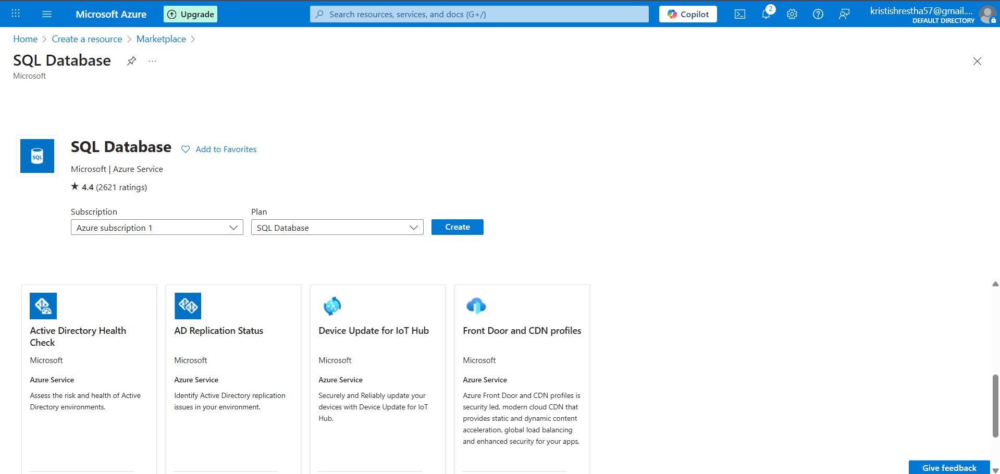 Microsoft Azure
Upgrade
Search resources, services, and docs (G+/)
Copilot
2
kristishrestha57@gmail....
DEFAULT DIRECTORY
Home > Create a resource > Marketplace >
SQL Database
...
Microsoft
SQL
SQL Database
Add to Favorites
Microsoft | Azure Service
★ 4.4 (2621 ratings)
Subscription
Plan
Azure subscription 1
SQL Database
Create
Active Directory Health
Check
Microsoft
Azure Service
Assess the risk and health of Active
Directory environments.
AD Replication Status
Microsoft
Azure Service
Identify Active Directory replication
issues in your environment.
Device Update for IoT Hub
Microsoft
Azure Service
Securely and Reliably update your
devices with Device Update for IoT
Hub.
Front Door and CDN profiles
Microsoft
Azure Service
Azure Front Door and CDN profiles is
security led, modern cloud CDN that
provides static and dynamic content
acceleration, global load balancing
and enhanced security for your apps,
Give feedback